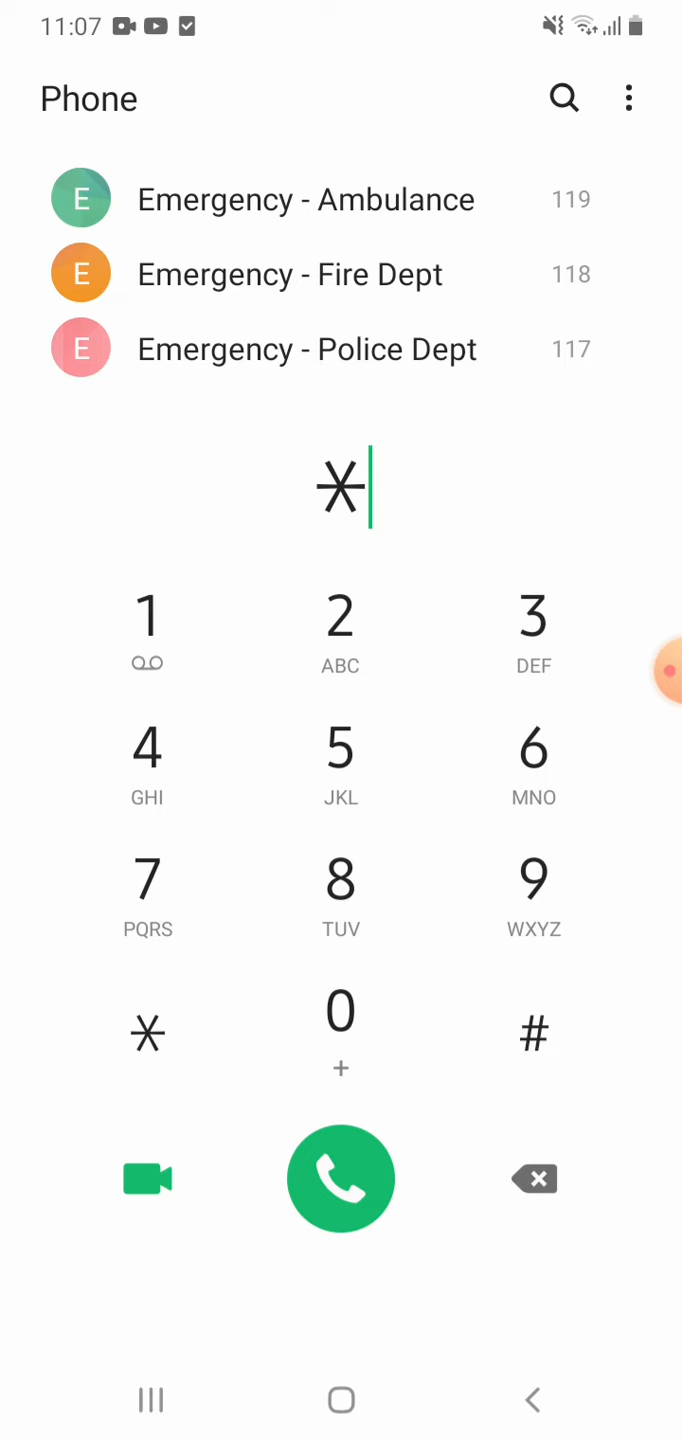 11:07
Phone
E Emergency - Ambulance 119
E Emergency - Fire Dept 118
E Emergency - Police Dept 117
*
1 2 3
ABC DEF
4 5 6
GHI JKL MNO
7 8 9
PQRS TUV WXYZ
* 0 #
+